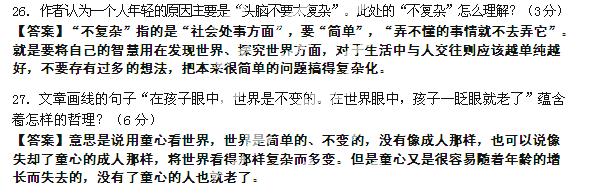 26. 作者认为一个人年轻的原因主要是“头脑不要太复杂”。此处的“不复杂”怎么理解？（3分）
【答案】“不复杂”指的是“社会处事方面”，要“简单”，“弄不懂的事情就不去弄它”。
就是要将自己的智慧用在发现世界、探究世界方面，对于生活中与人交往则应该越单纯越
好，不要存有过多的想法，把本来很简单的问题搞得复杂化。
27. 文章画线的句子“在孩子眼中，世界是不变的。在世界眼中，孩子一眨眼就老了”蕴含
着怎样的哲理？（6分）
【答案】意思是说用童心看世界，世界是简单的、不变的，没有像成人那样，也可以说像
失却了童心的成人那样，将世界看得那样复杂而多变。但是童心又是很容易随着年龄的增
长而失去的，没有了童心的人也就老了。